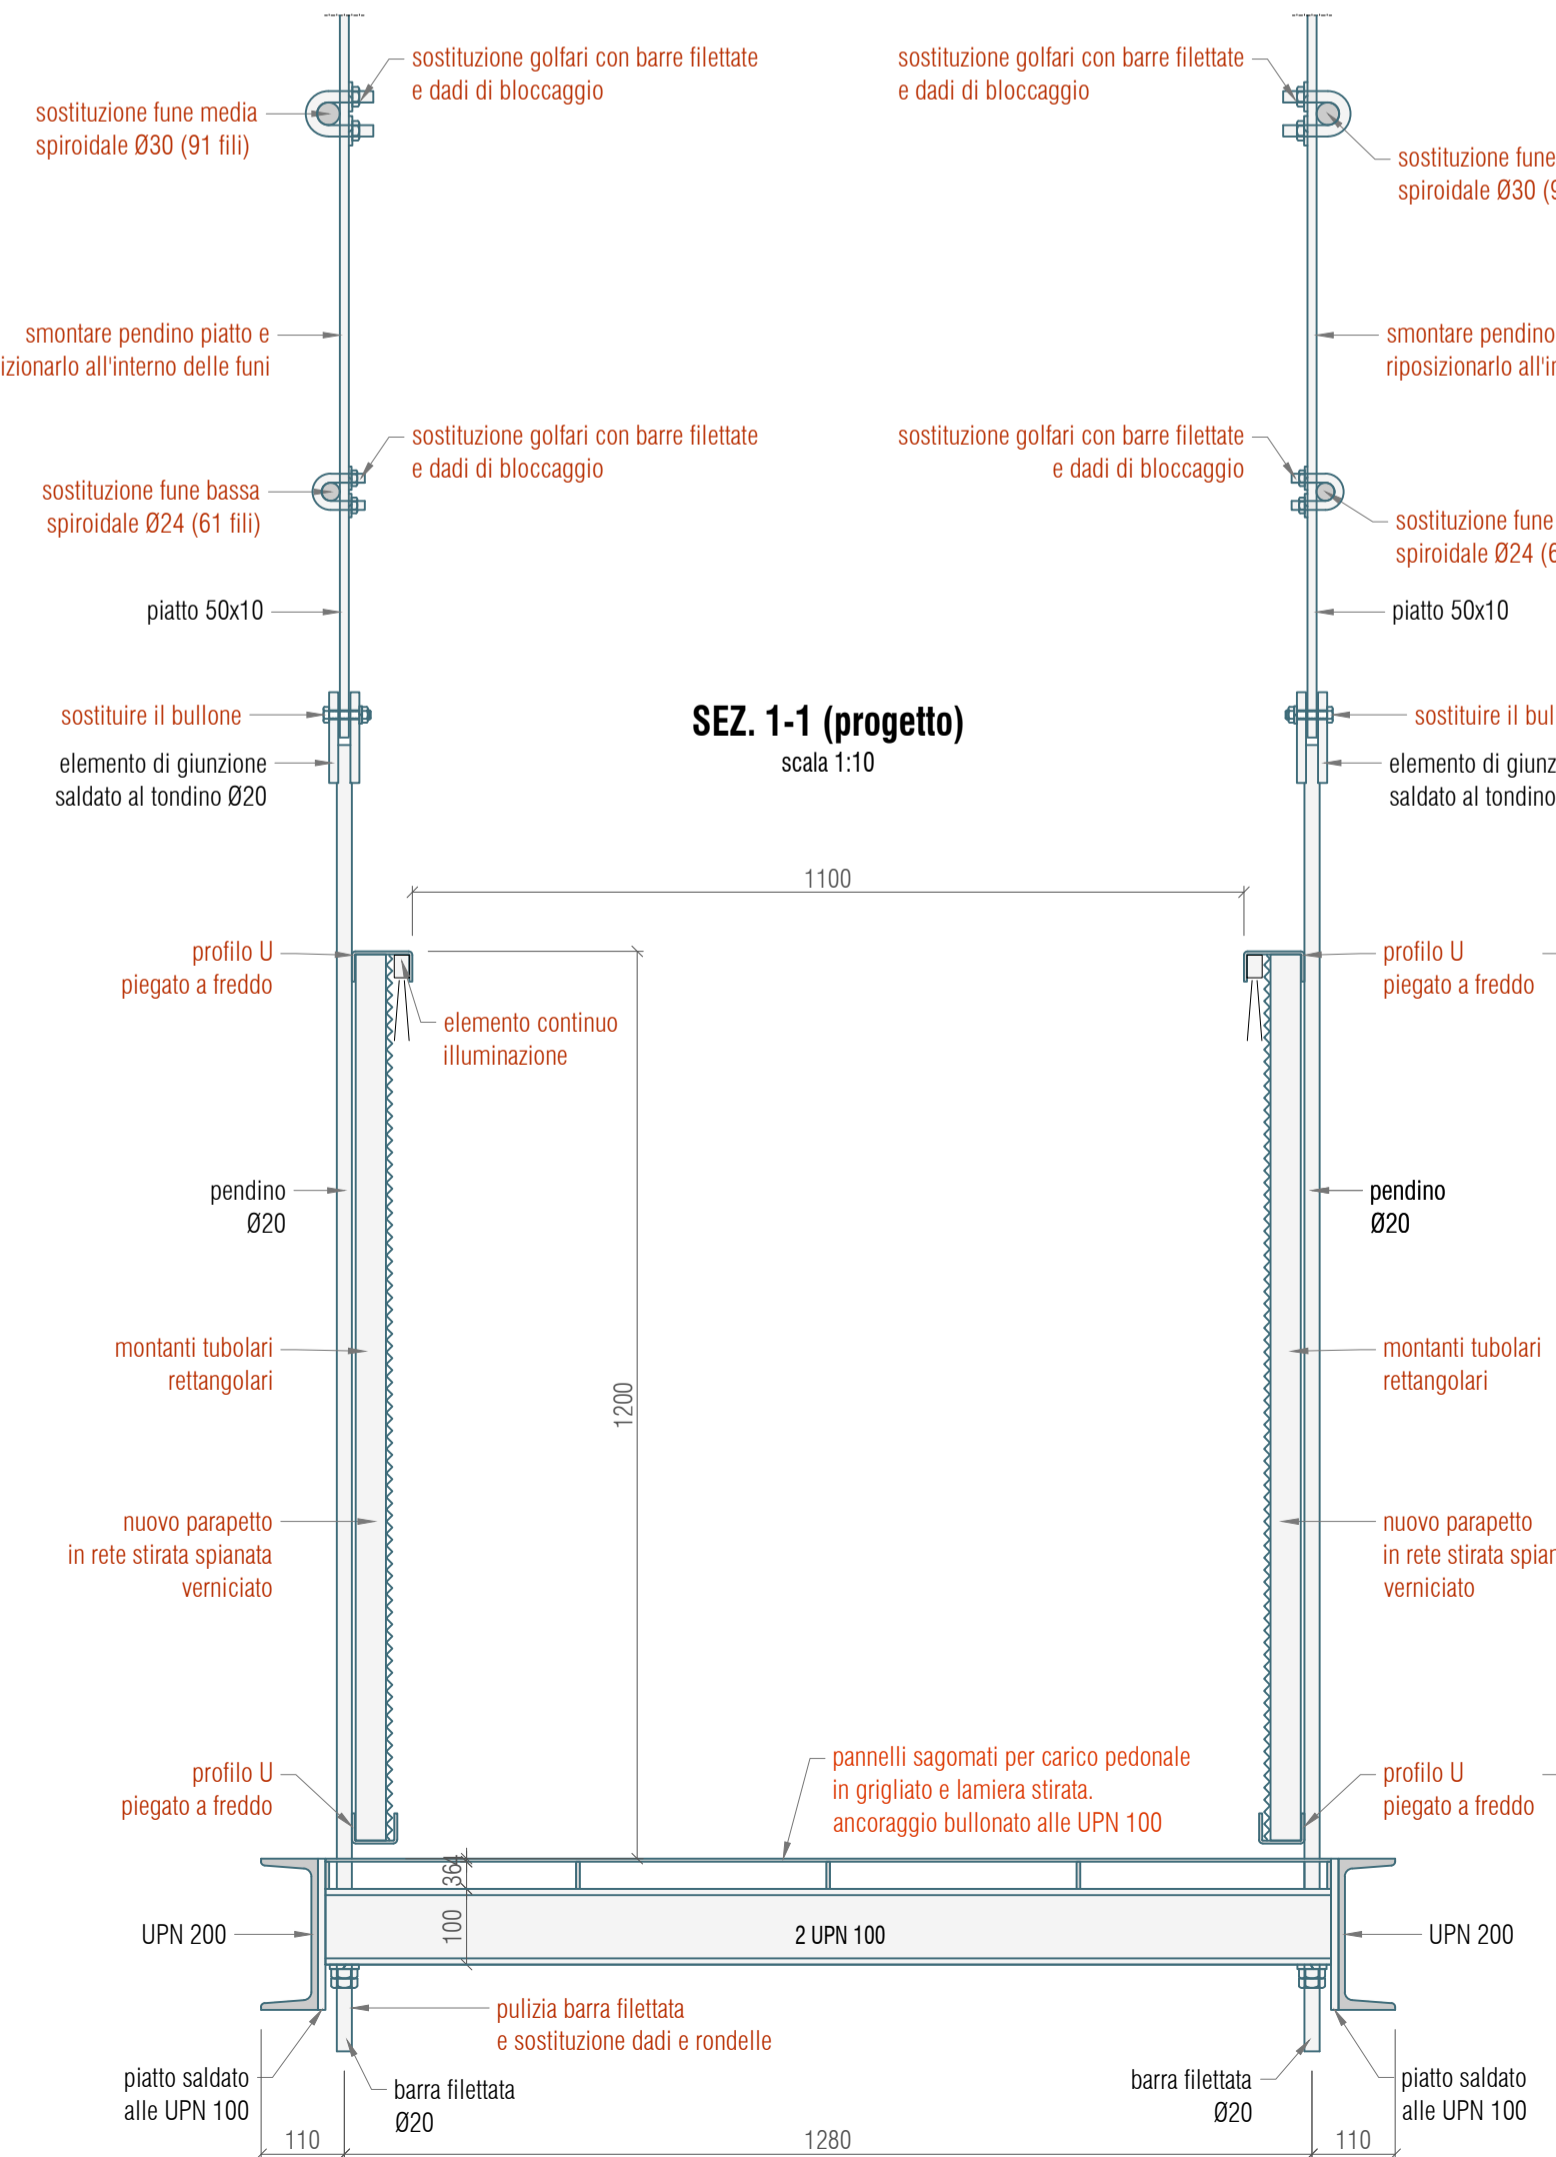 sostituzione golfari con barre filettate
e dadi di bloccaggio
sostituzione golfari con barre filettate
e dadi di bloccaggio
sostituzione fune media
spiroidale Ø30 (91 fili)
sostituzione fune
spiroidale Ø30 (9
smontare pendino piatto e
izionarlo all'interno delle funi
smontare pendino
riposizionarlo all'i
sostituzione golfari con barre filettate
e dadi di bloccaggio
sostituzione golfari con barre filettate
e dadi di bloccaggio
sostituzione fune bassa
spiroidale Ø24 (61 fili)
sostituzione fune
spiroidale Ø24 (6
piatto 50x10
piatto 50x10
sostituire il bullone
SEZ. 1-1 (progetto)
scala 1:10
sostituire il bul
elemento di giunzione
saldato al tondino Ø20
elemento di giunz
saldato al tondino
1100
profilo U
piegato a freddo
profilo U
piegato a freddo
elemento continuo
illuminazione
pendino
Ø20
pendino
Ø20
montanti tubolari
rettangolari
1200
montanti tubolari
rettangolari
nuovo parapetto
in rete stirata spianata
verniciato
nuovo parapetto
in rete stirata spian
verniciato
profilo U
piegato a freddo
pannelli sagomati per carico pedonale
in grigliato e lamiera stirata.
ancoraggio bullonato alle UPN 100
profilo U
piegato a freddo
36
4
100
UPN 200
2 UPN 100
UPN 200
pulizia barra filettata
e sostituzione dadi e rondelle
piatto saldato
alle UPN 100
barra filettata
Ø20
barra filettata
Ø20
piatto saldato
alle UPN 100
110
1280
110